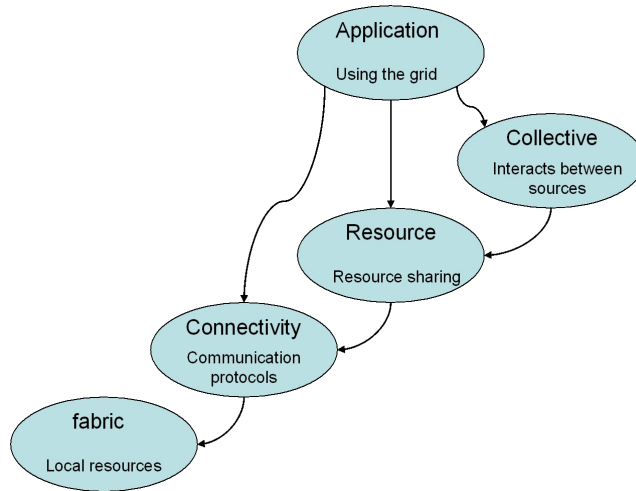 Application
Using the grid
Collective
Interacts between
sources
Resource
Resource sharing
Connectivity
Communication
protocols
fabric
Local resources